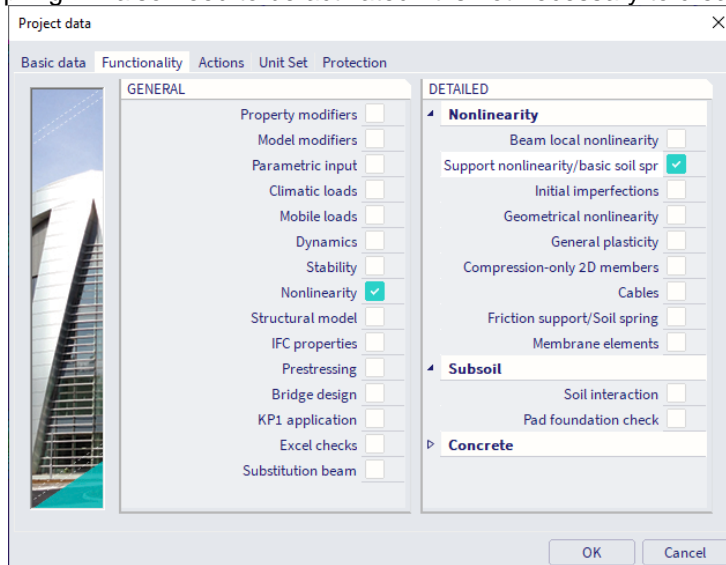 Project data
Basic data Functionality Actions Unit Set Protection
GENERAL
Property modifiers
Model modifiers
Parametric input
Climatic loads
Mobile loads
Dynamics
Stability
Nonlinearity
Structural model
IFC properties
Prestressing
Bridge design
KP1 application
Excel checks
Substitution beam
DETAILED
Nonlinearity
Beam local nonlinearity
Support nonlinearity/basic soil spr
Initial imperfections
Geometrical nonlinearity
General plasticity
Compression-only 2D members
Cables
Friction support/Soil spring
Membrane elements
Subsoil
Soil interaction
Pad foundation check
Concrete
OK Cancel